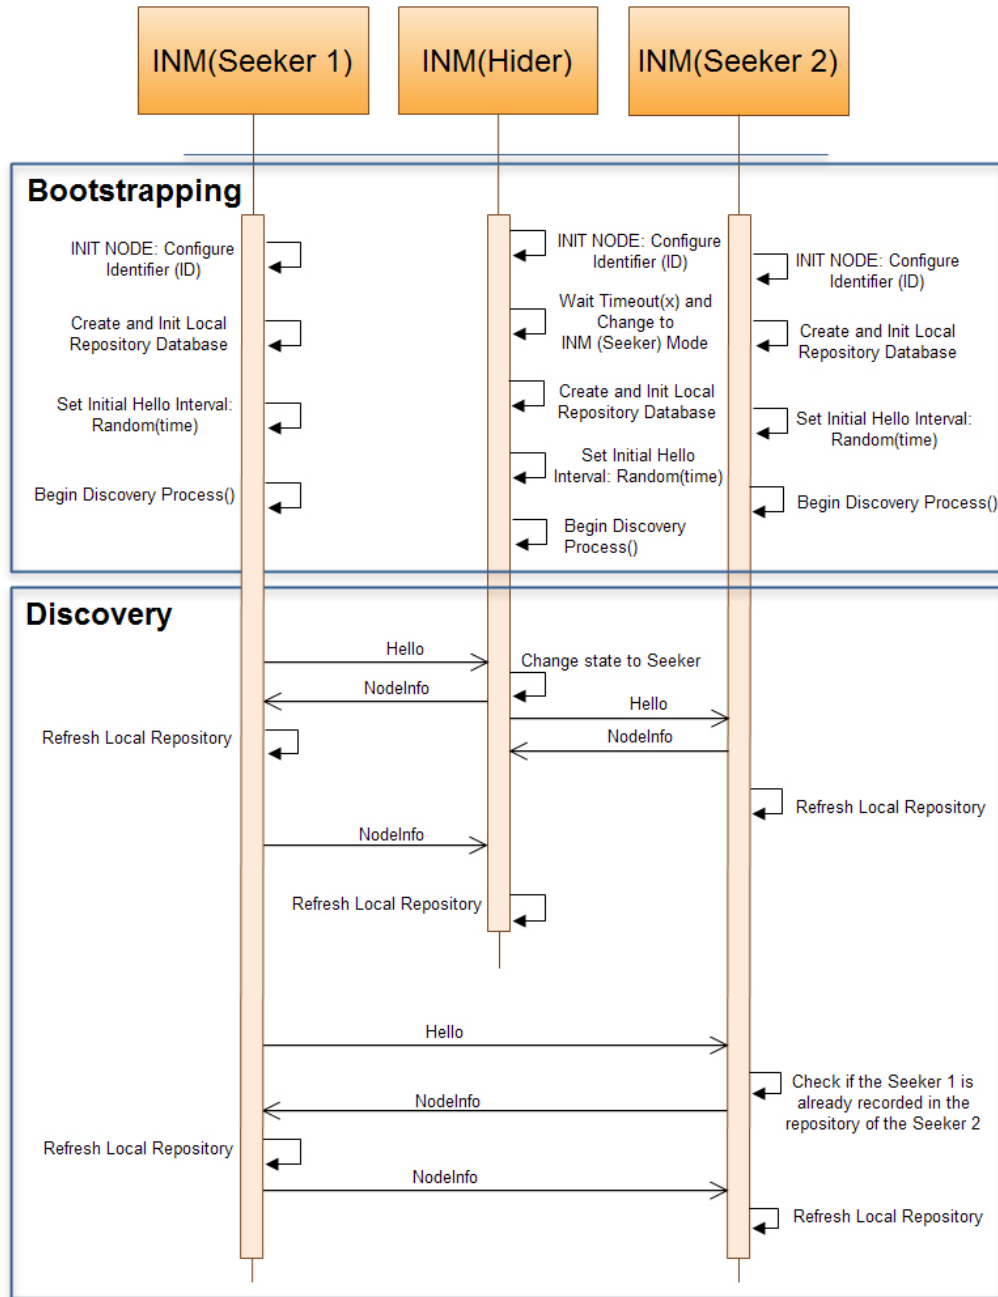 INM(Seeker 1)
INM(Hider)
INM(Seeker 2)
Bootstrapping
INIT NODE: Configure
Identifier (ID)
INIT NODE: Configure
Identifier (ID)
INIT NODE: Configure
Identifier (ID)
Create and Init Local
Repository Database
Wait Timeout(x) and
Change to
INM (Seeker) Mode
Create and Init Local
Repository Database
Set Initial Hello Interval:
Random(time)
Create and Init Local
Repository Database
Set Initial Hello Interval:
Random(time)
Set Initial Hello
Interval: Random(time)
Begin Discovery Process()
Begin Discovery Process()
Begin Discovery
Process()
Discovery
Hello
Change state to Seeker
NodeInfo
Hello
Refresh Local Repository
NodeInfo
Refresh Local Repository
NodeInfo
Refresh Local Repository
Hello
Check if the Seeker 1 is
already recorded in the
repository of the Seeker 2
NodeInfo
Refresh Local Repository
NodeInfo
Refresh Local Repository